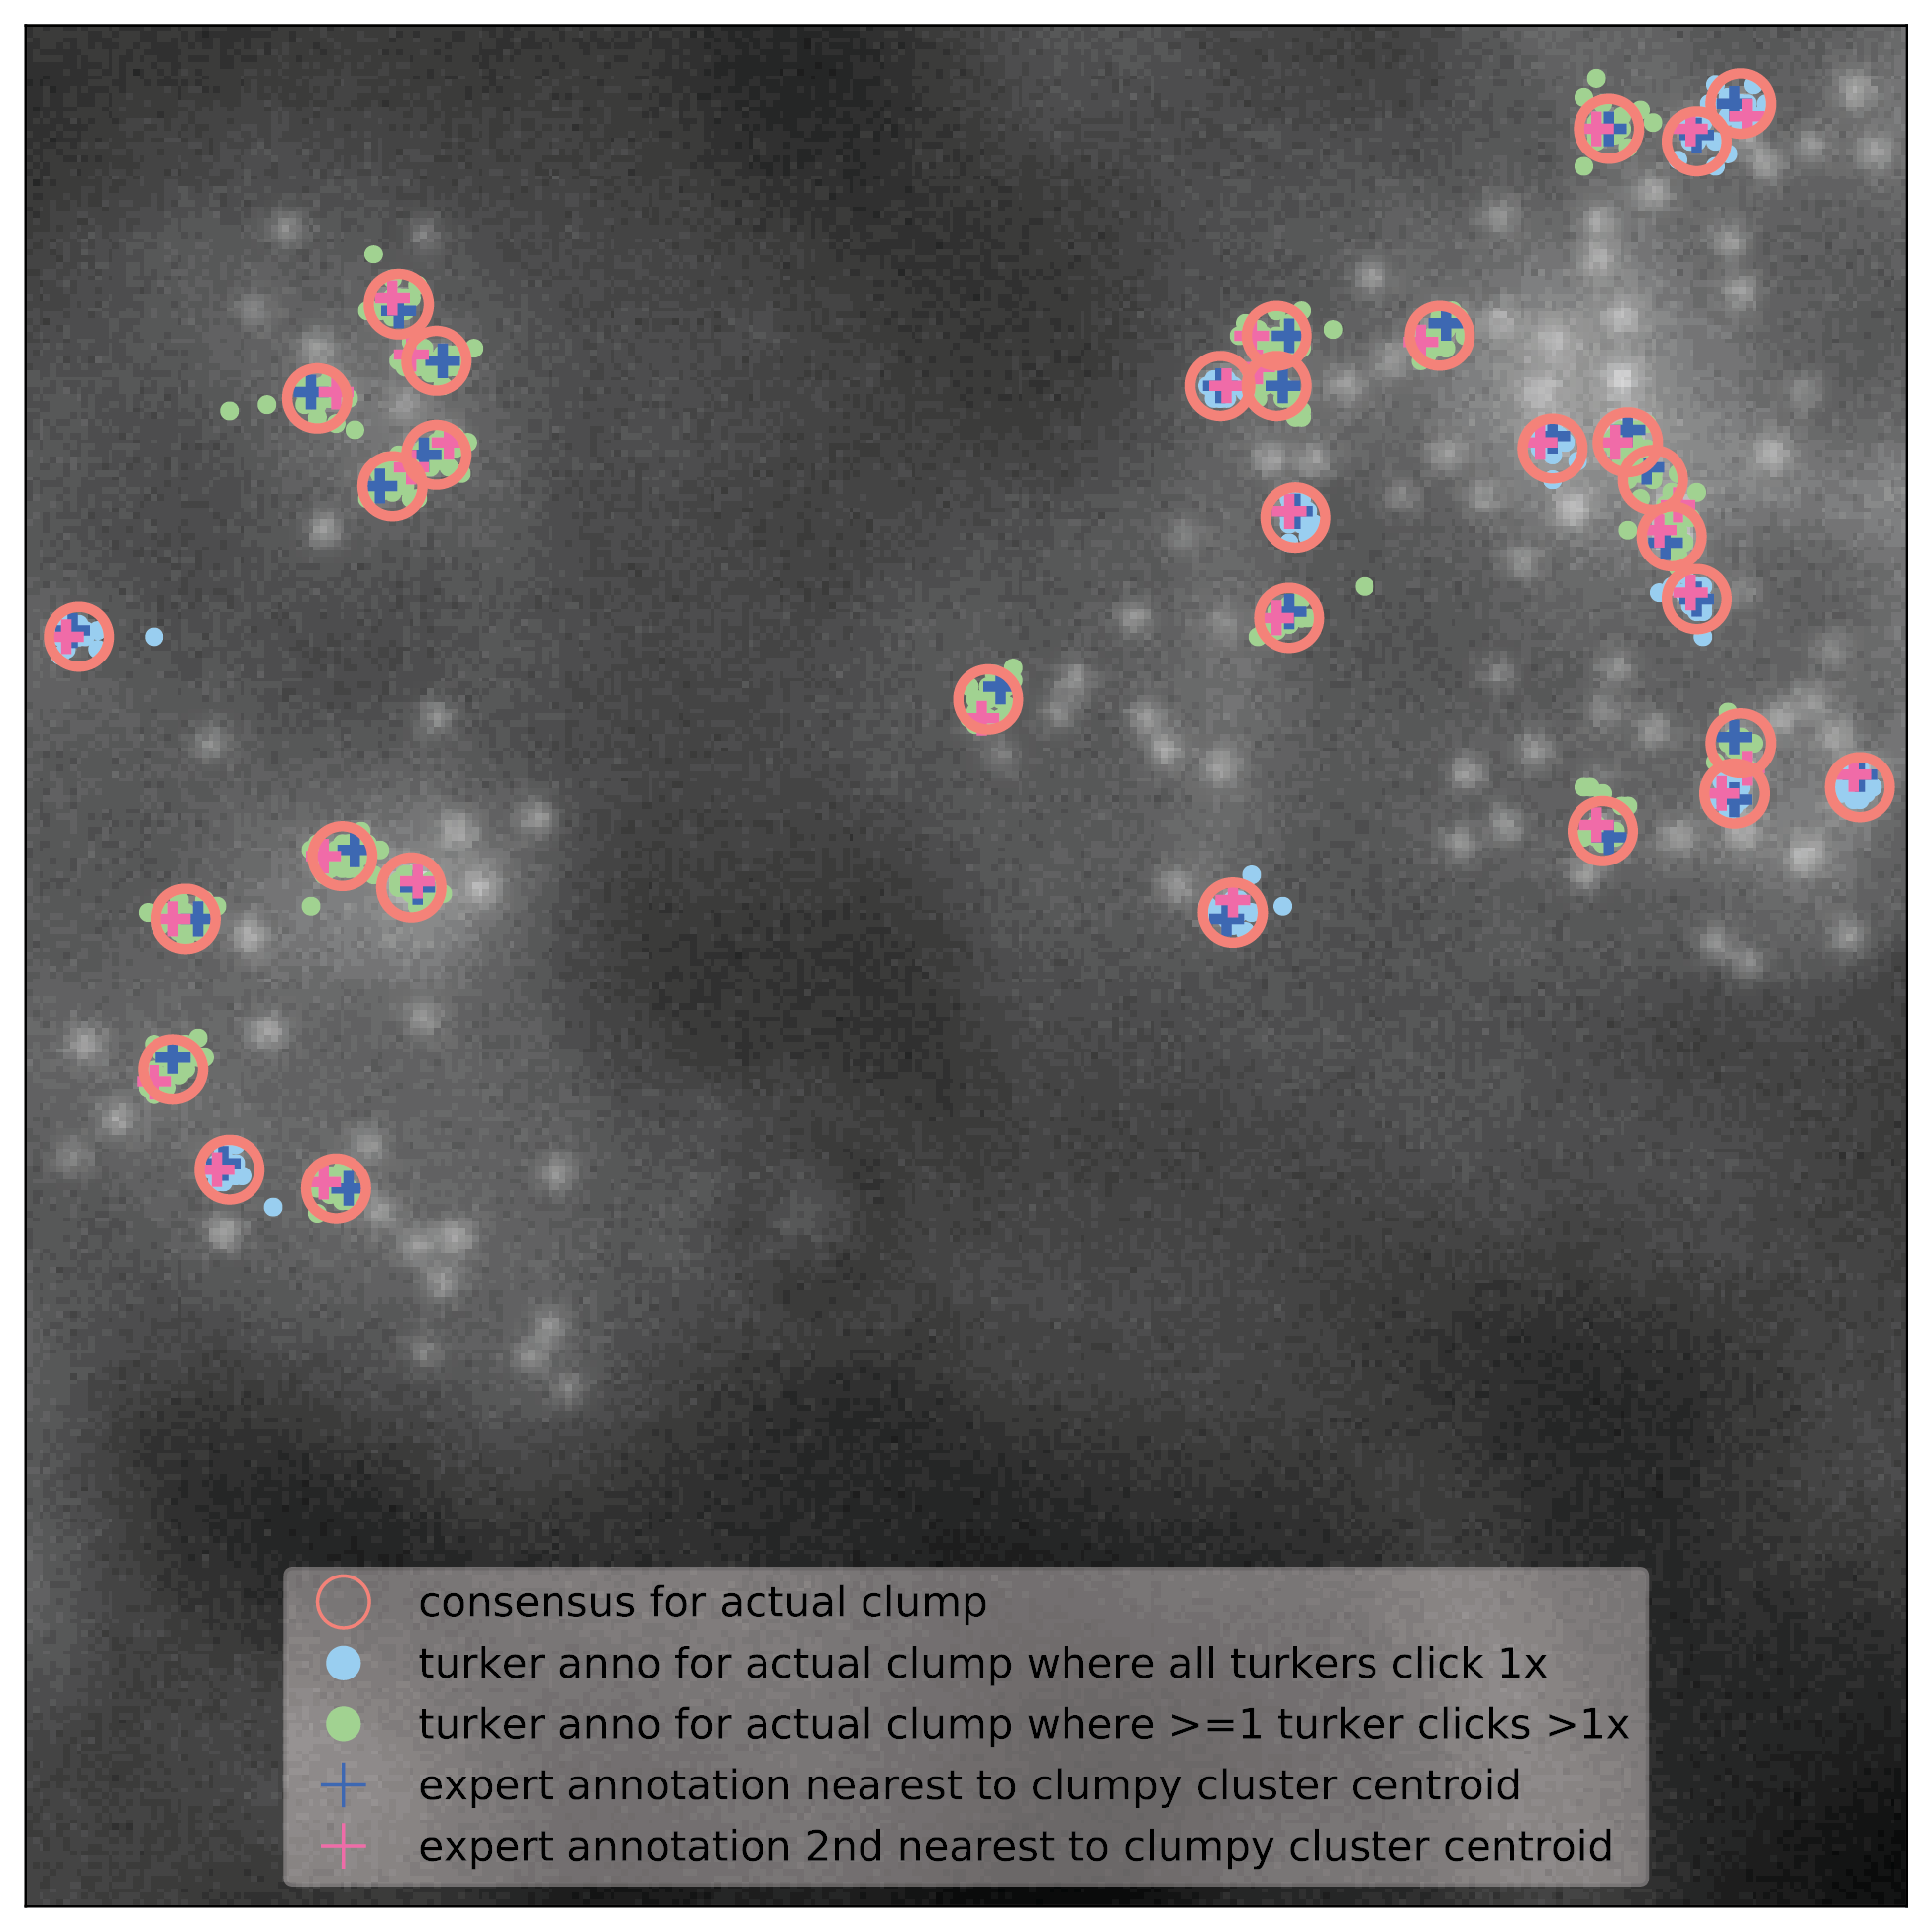 consensus for actual clump
turker anno for actual clump where all turkers click 1x
turker anno for actual clump where >=1 turker clicks >1x
expert annotation nearest to clumpy cluster centroid
expert annotation 2nd nearest to clumpy cluster centroid